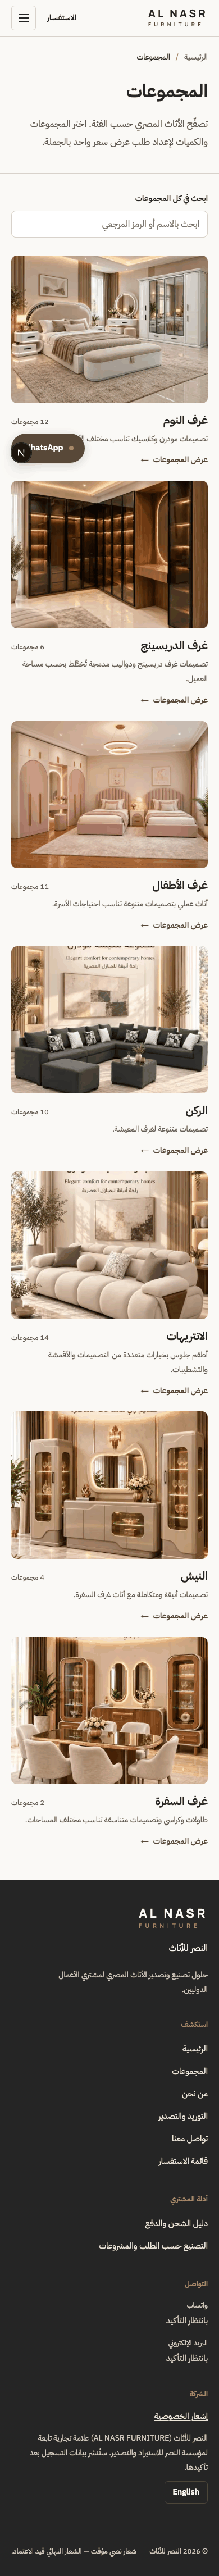 AL NASR
FURNITURE
الاستفسار
الرئيسية / المجموعات
المجموعات
تصفّح الأثاث المصري حسب الفئة. اختر المجموعات
والكميات لإعداد طلب عرض سعر واحد بالجملة.
ابحث في كل المجموعات
ابحث بالاسم أو الرمز المرجعي
غرف النوم
12 مجموعات
تصميمات مودرن وكلاسيك تناسب مختلف
WhatsApp
N
عرض المجموعات ←
غرف الدريسينج
6 مجموعات
تصميمات غرف دريسينج ودواليب مدمجة تُخطَّط بحسب مساحة
العميل.
عرض المجموعات ←
غرف الأطفال
11 مجموعات
أثاث عملي بتصميمات متنوعة تناسب احتياجات الأسرة.
عرض المجموعات ←
Elegant comfort for contemporary homes
راحة أنيقة للمنازل العصرية
الركن
10 مجموعات
تصميمات متنوعة لغرف المعيشة.
عرض المجموعات ←
Elegant comfort for contemporary homes
راحة أنيقة للمنازل العصرية
الانتريهات
14 مجموعات
أطقم جلوس بخيارات متعددة من التصميمات والأقمشة
والتشطيبات.
عرض المجموعات ←
النيش
4 مجموعات
تصميمات أنيقة ومتكاملة مع أثاث غرف السفرة.
عرض المجموعات ←
غرف السفرة
2 مجموعات
طاولات وكراسي وتصميمات متناسقة تناسب مختلف المساحات.
عرض المجموعات ←
AL NASR
FURNITURE
النصر للأثاث
حلول تصنيع وتصدير الأثاث المصري لمشتري الأعمال
الدوليين.
استكشف
الرئيسية
المجموعات
من نحن
التوريد والتصدير
تواصل معنا
قائمة الاستفسار
أدلة المشتري
دليل الشحن والدفع
التصنيع حسب الطلب والمشروعات
التواصل
واتساب
بانتظار التأكيد
البريد الإلكتروني
بانتظار التأكيد
الشركة
إشعار الخصوصية
النصر للأثاث (AL NASR FURNITURE) علامة تجارية تابعة
لمؤسسة النصر للاستيراد والتصدير. ستُنشر بيانات التسجيل بعد
تأكيدها.
English
© 2026 النصر للأثاث
شعار نصي مؤقت — الشعار النهائي قيد الاعتماد.